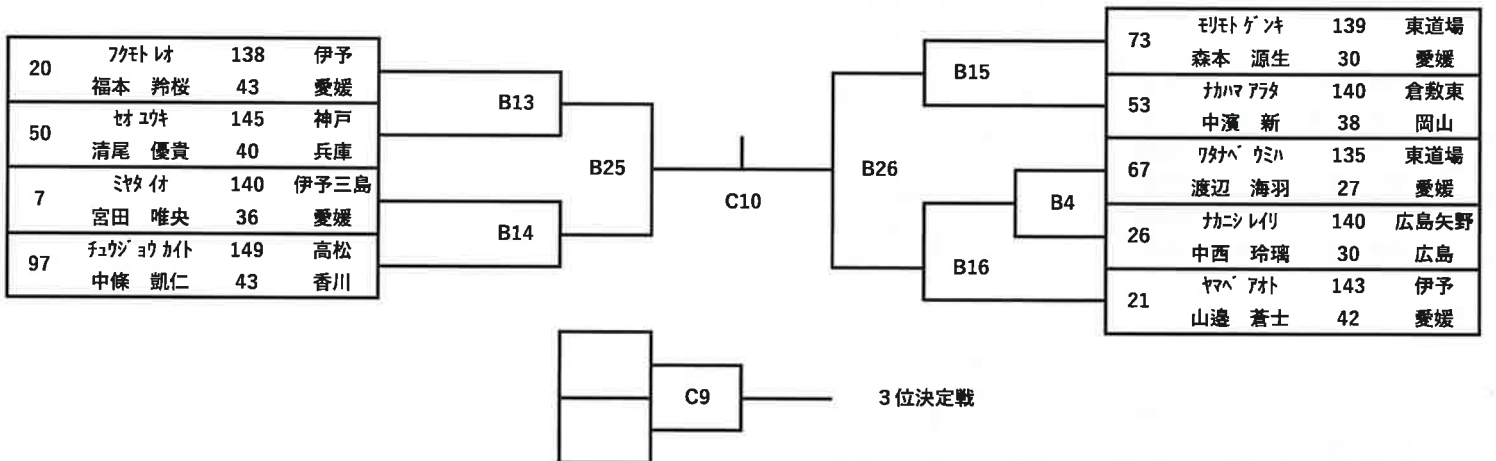 20 フクモト レオ 138 伊予
福本 羚桜 43 愛媛
50 セオ ユウキ 145 神戸
清尾 優貴 40 兵庫
7 ミヤタ イオ 140 伊予三島
宮田 唯央 36 愛媛
97 チュウジョウ カイト 149 高松
中條 凱仁 43 香川
B13
B14
B25
C10
B26
B15
B4
B16
73 モリモト ゲンキ 139 東道場
森本 源生 30 愛媛
53 ナカハマ アラタ 140 倉敷東
中濱 新 38 岡山
67 ワタナベ ウミハ 135 東道場
渡辺 海羽 27 愛媛
26 ナカニシ レイリ 140 広島矢野
中西 玲璃 30 広島
21 ヤマベ アオト 143 伊予
山邉 蒼士 42 愛媛
C9
３位決定戦